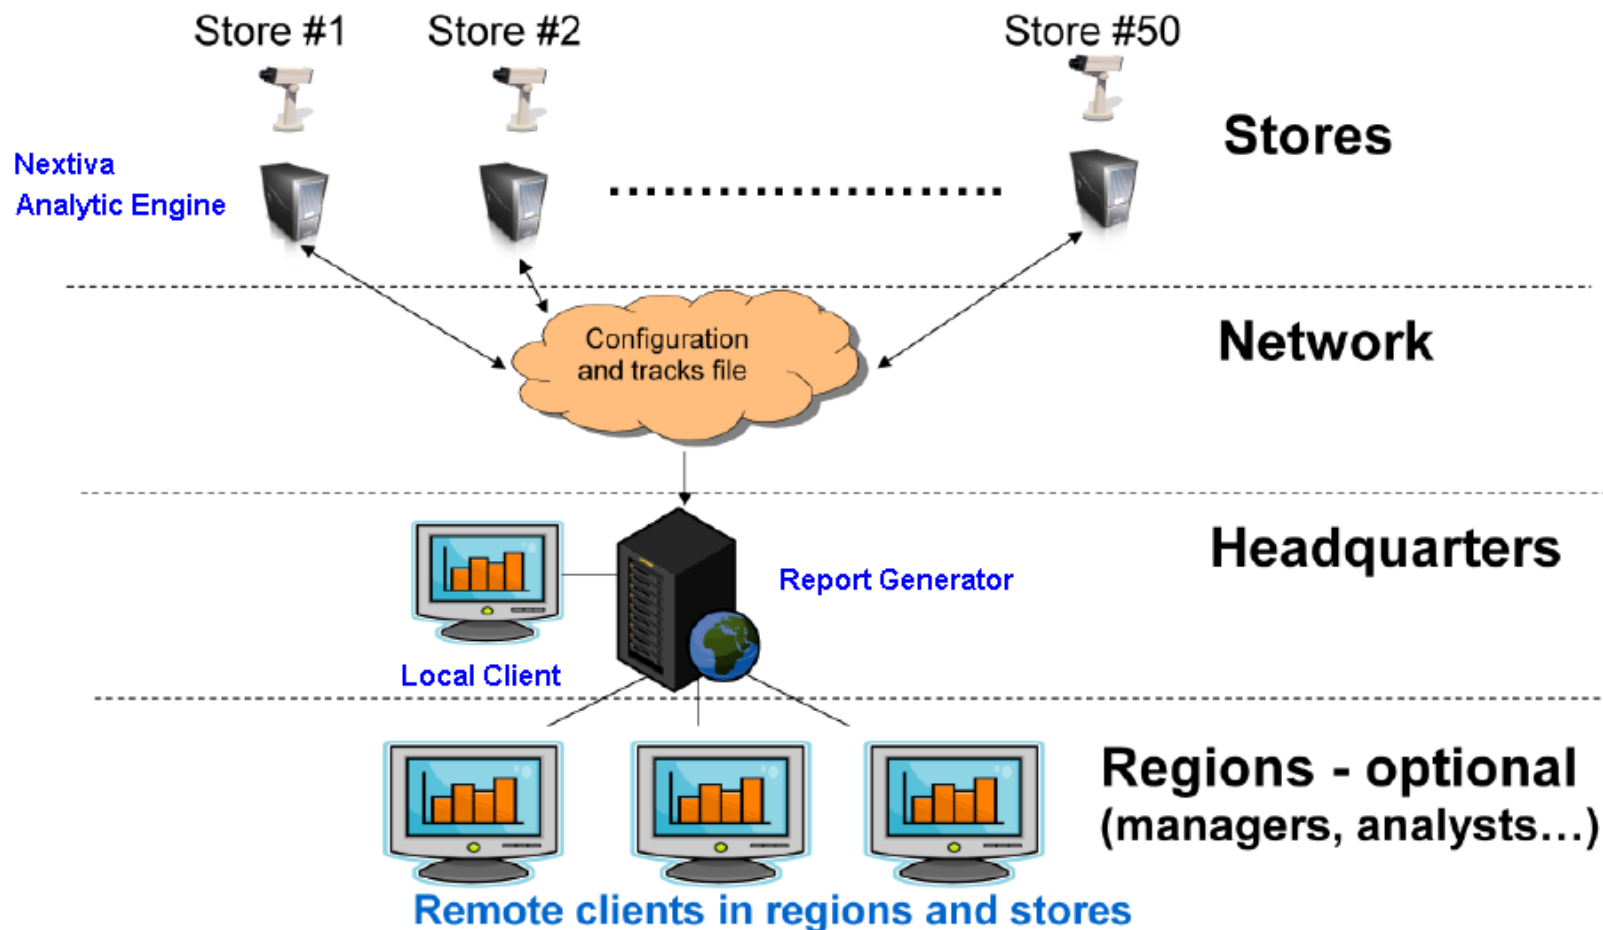 Store #1
Store #2
Store #50
Stores
Nextiva
Analytic Engine
Network
Configuration
and tracks file
Headquarters
Report Generator
Local Client
Regions - optional
(managers, analysts...)
Remote clients in regions and stores